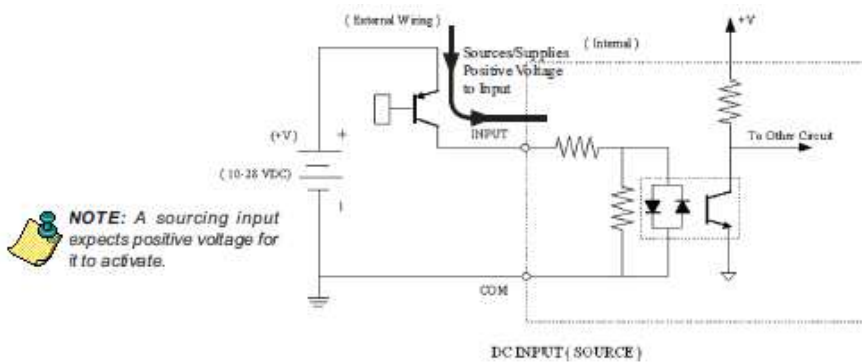 ( External Wiring)
+V
Sources/Supplies
Positive Voltage
to Input
( Internal)
INPUT
To Other Circuit
(+V)
+
( 10-28 VDC)
NOTE: A sourcing input
expects positive voltage for
it to activate.
COM
DC INPUT ( SOURCE )